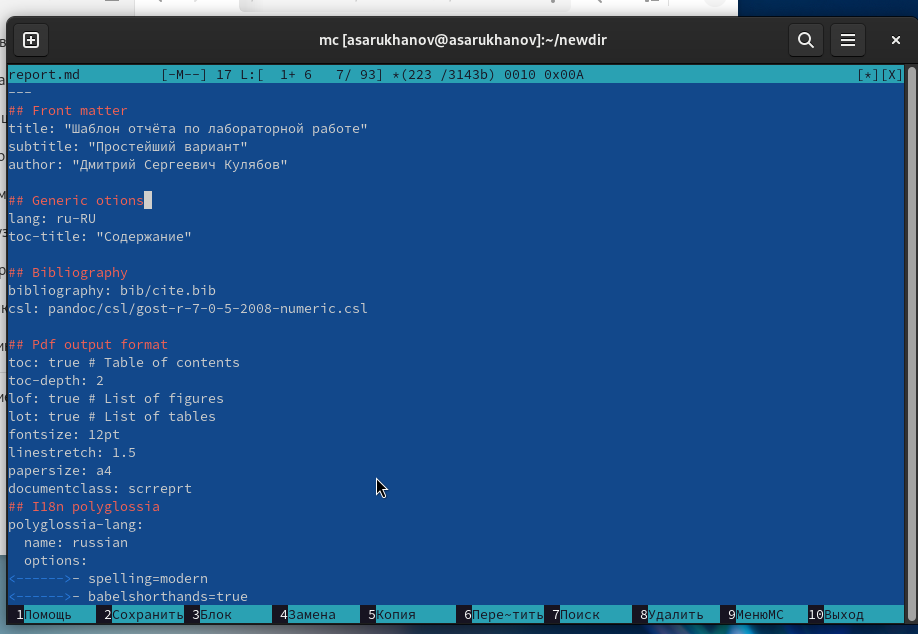 mc [asarukhanov@asarukhanov]:~/newdir
report.md [-M--] 17 L:[ 1+ 6 7/ 93] *(223 /3143b) 0010 0x00A [*][X]
---
## Front matter
title: "Шаблон отчёта по лабораторной работе"
subtitle: "Простейший вариант"
author: "Дмитрий Сергеевич Кулябов"
## Generic otions
lang: ru-RU
toc-title: "Содержание"
## Bibliography
bibliography: bib/cite.bib
csl: pandoc/csl/gost-r-7-0-5-2008-numeric.csl
## Pdf output format
toc: true # Table of contents
toc-depth: 2
lof: true # List of figures
lot: true # List of tables
fontsize: 12pt
linestretch: 1.5
papersize: a4
documentclass: scrreprt
## I18n polyglossia
polyglossia-lang:
  name: russian
  options:
<------>- spelling=modern
<------>- babelshorthands=true
1Помощь 2Сохранить 3Блок 4Замена 5Копия 6Пере~тить 7Поиск 8Удалить 9МенюMC 10Выход